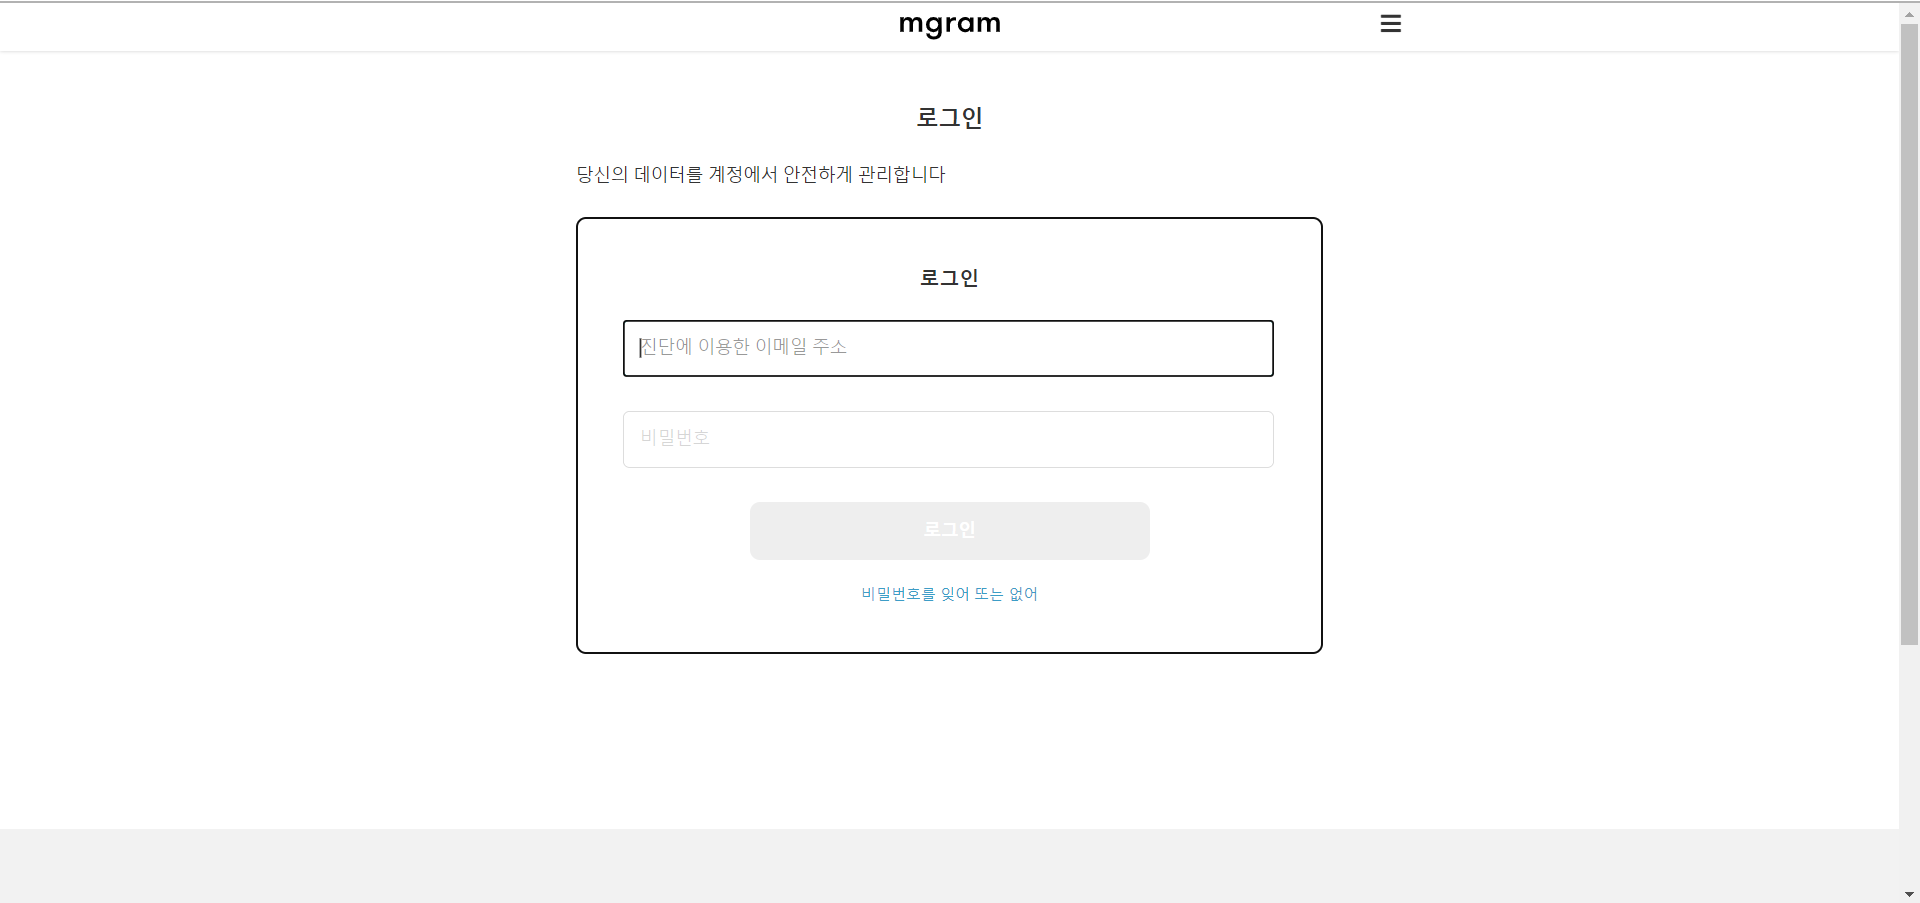 mgram
로그인
당신의 데이터를 계정에서 안전하게 관리합니다
로그인
진단에 이용한 이메일 주소
비밀번호
로그인
비밀번호를 잊어 또는 없어